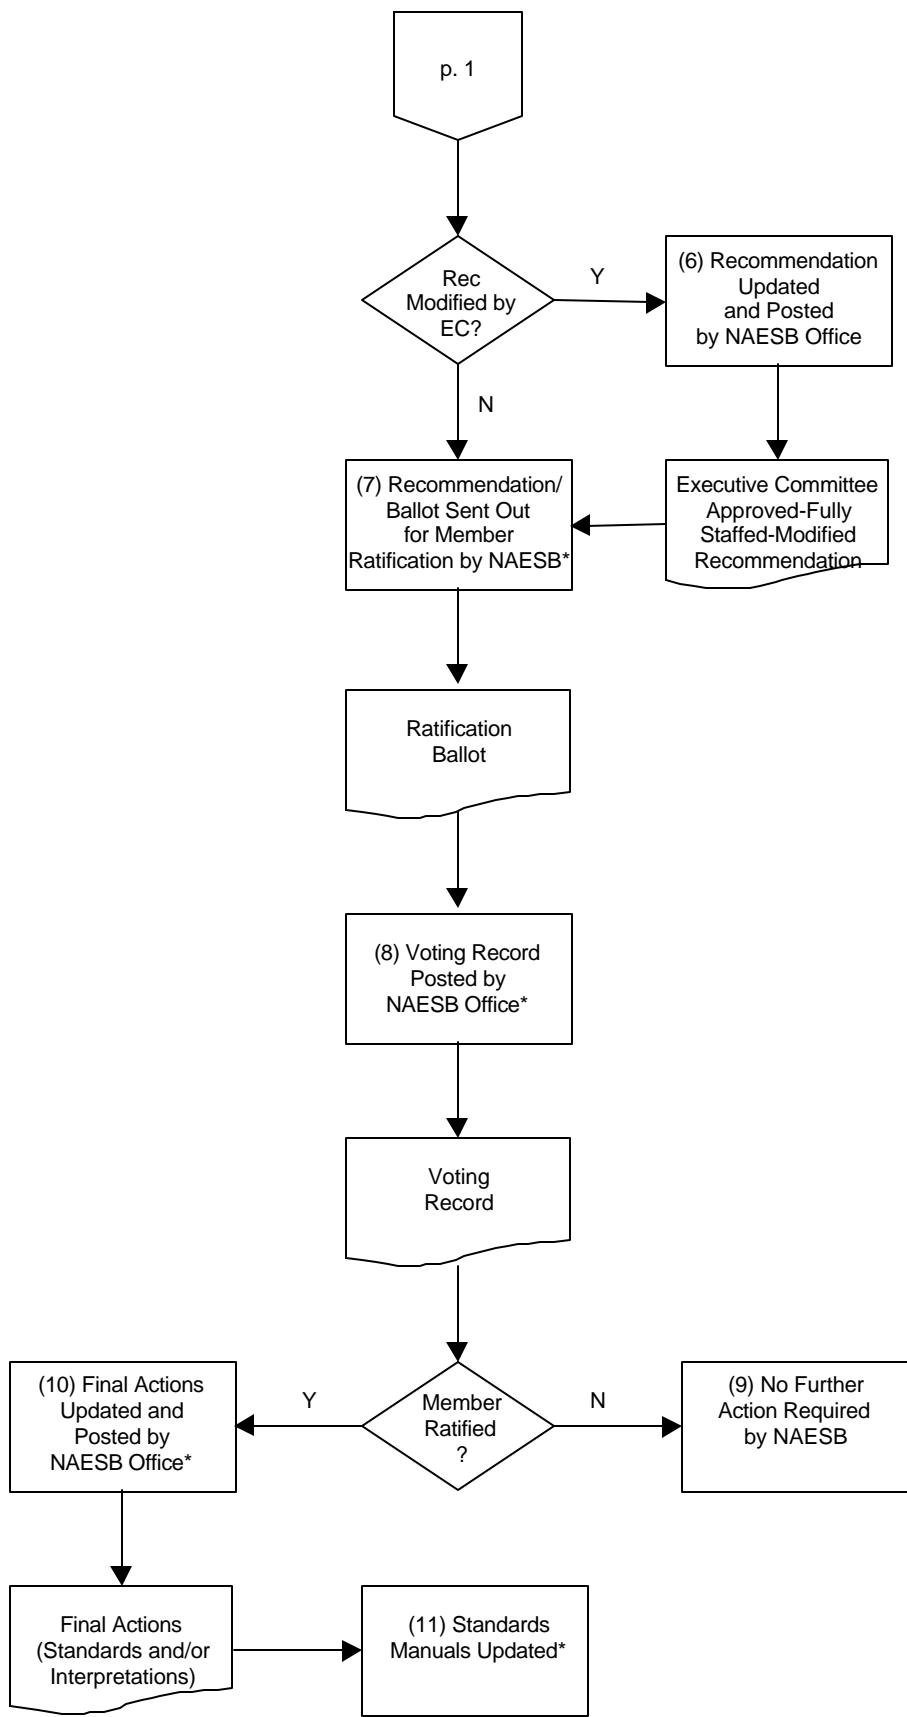 p. 1
Rec
Modified by
EC?
Y
(6) Recommendation
Updated
and Posted
by NAESB Office
N
(7) Recommendation/
Ballot Sent Out
for Member
Ratification by NAESB*
Executive Committee
Approved-Fully
Staffed-Modified
Recommendation
Ratification
Ballot
(8) Voting Record
Posted by
NAESB Office*
Voting
Record
(10) Final Actions
Updated and
Posted by
NAESB Office*
Y
Member
Ratified
?
N
(9) No Further
Action Required
by NAESB
Final Actions
(Standards and/or
Interpretations)
(11) Standards
Manuals Updated*